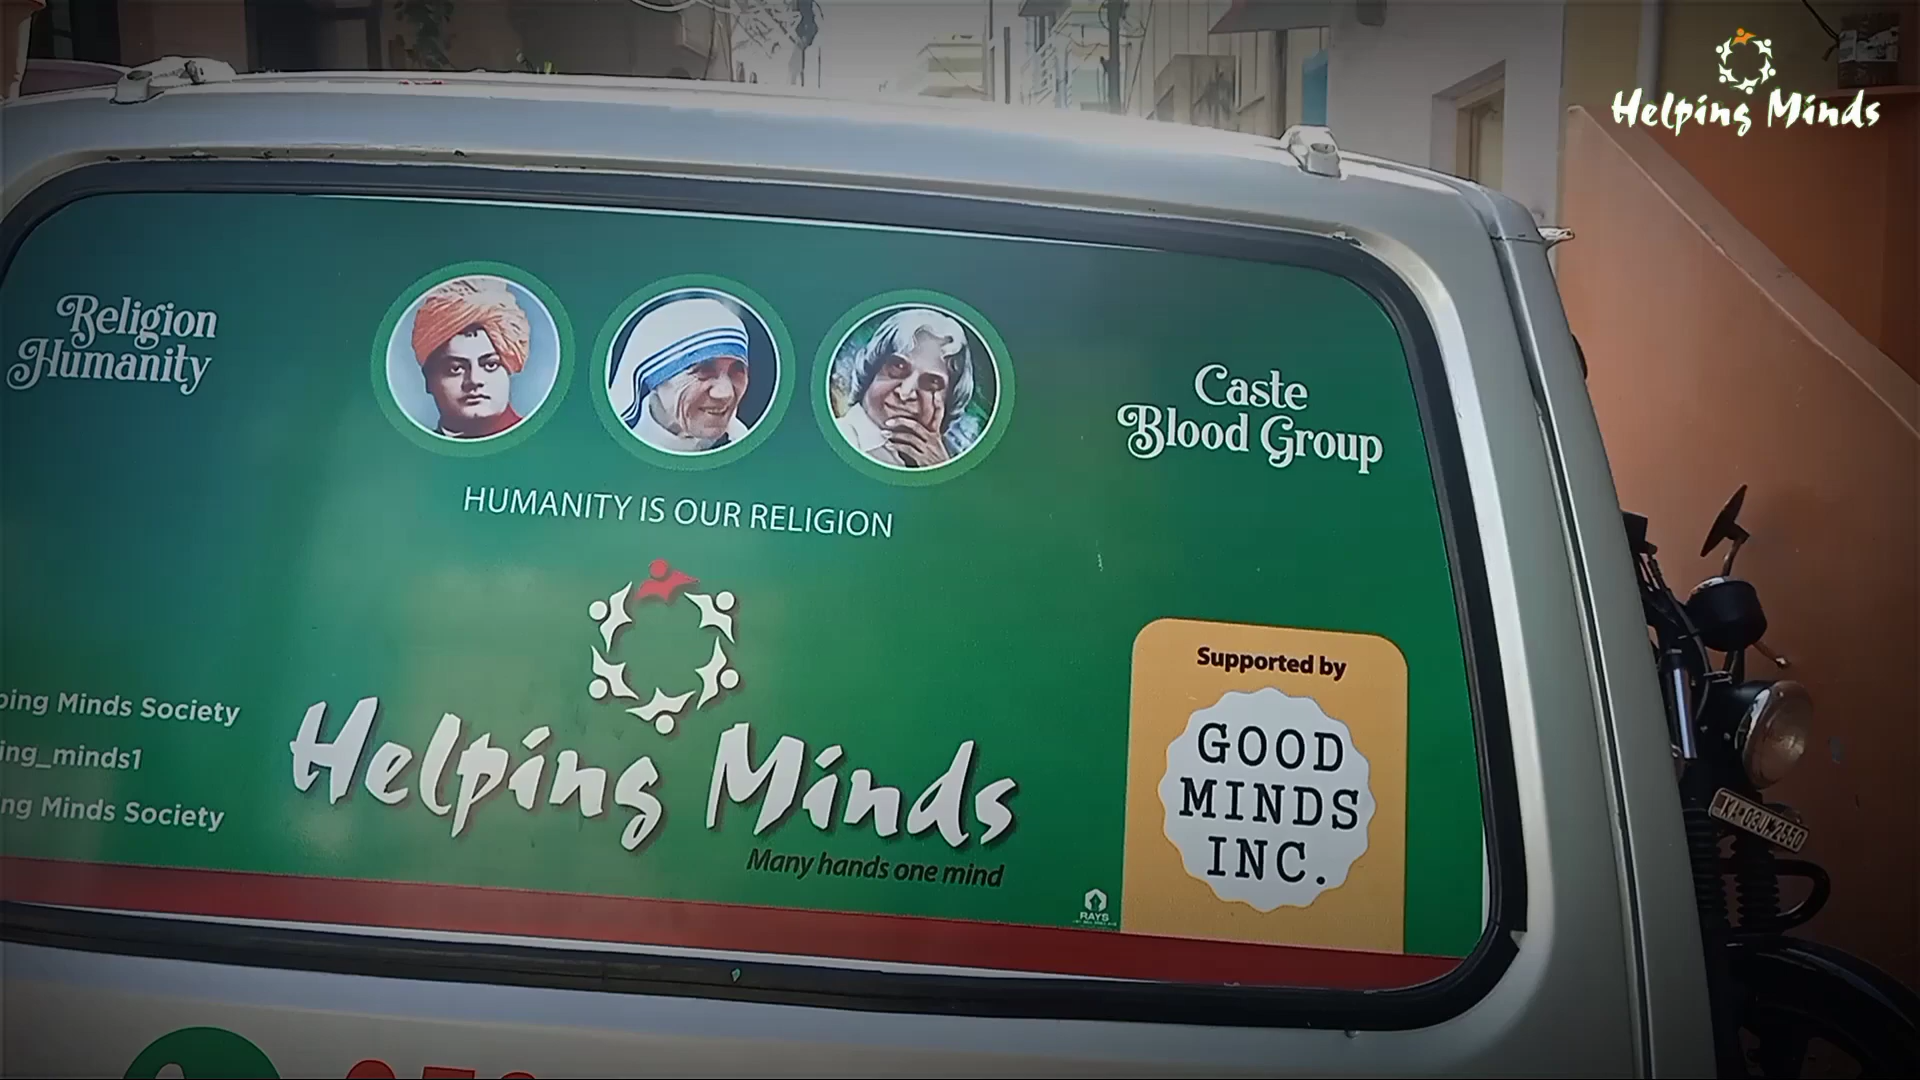 Helping Minds
Religion
Humanity
Caste
Blood Group
HUMANITY IS OUR RELIGION
Helping Minds
Many hands one mind
ping Minds Society
ing_minds1
ng Minds Society
Supported by
GOOD
MINDS
INC.
RAYS